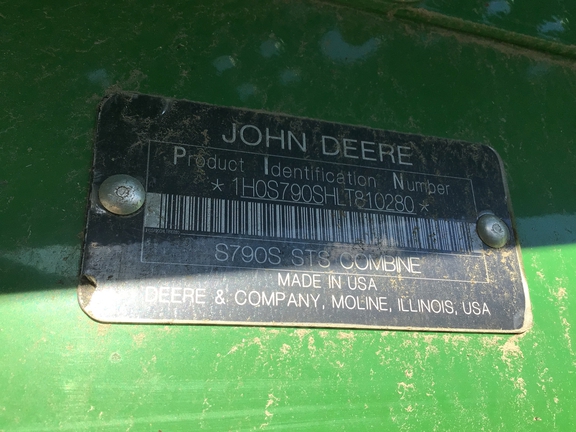 JOHN DEERE
Product Identification Number
* 1H0S790SHLT810280 *
S790S STS COMBINE
MADE IN USA
DEERE & COMPANY, MOLINE, ILLINOIS, USA